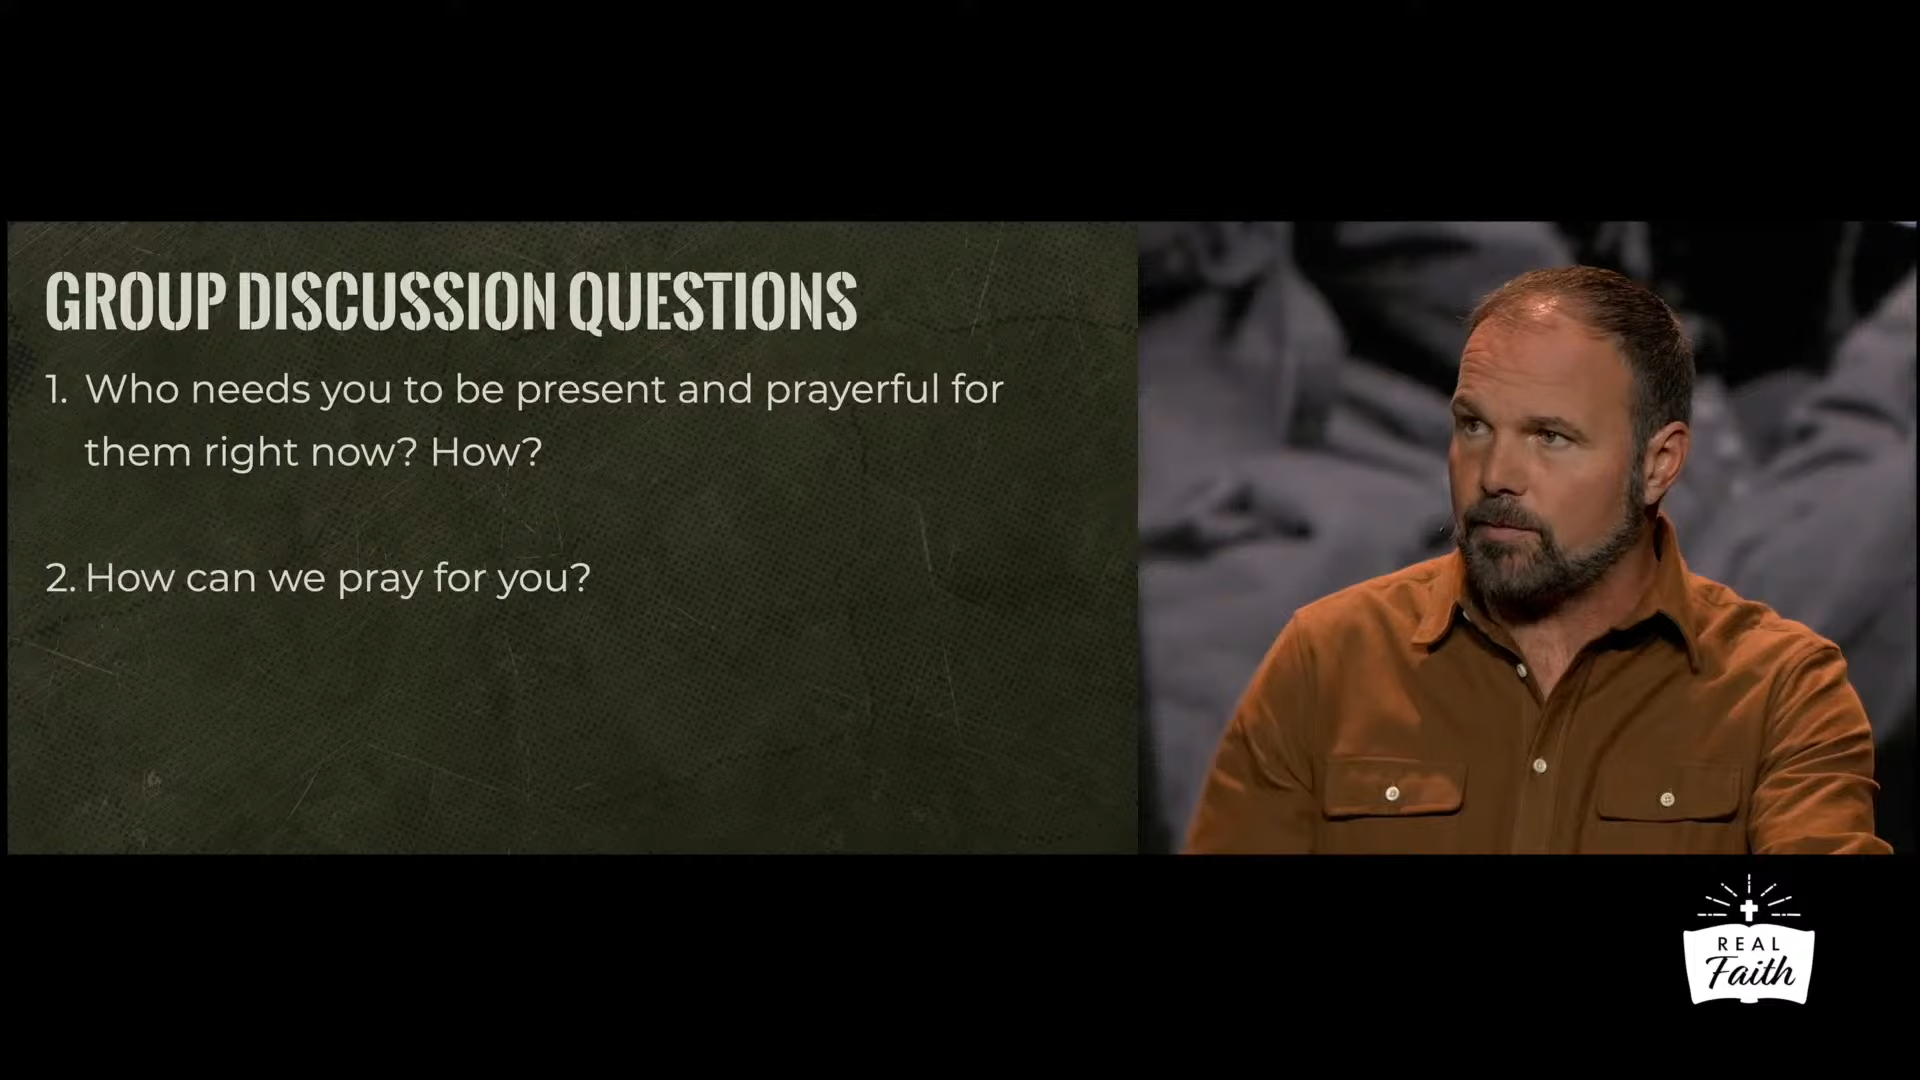 GROUP DISCUSSION QUESTIONS
1. Who needs you to be present and prayerful for
them right now? How?
2. How can we pray for you?
REAL
Faith